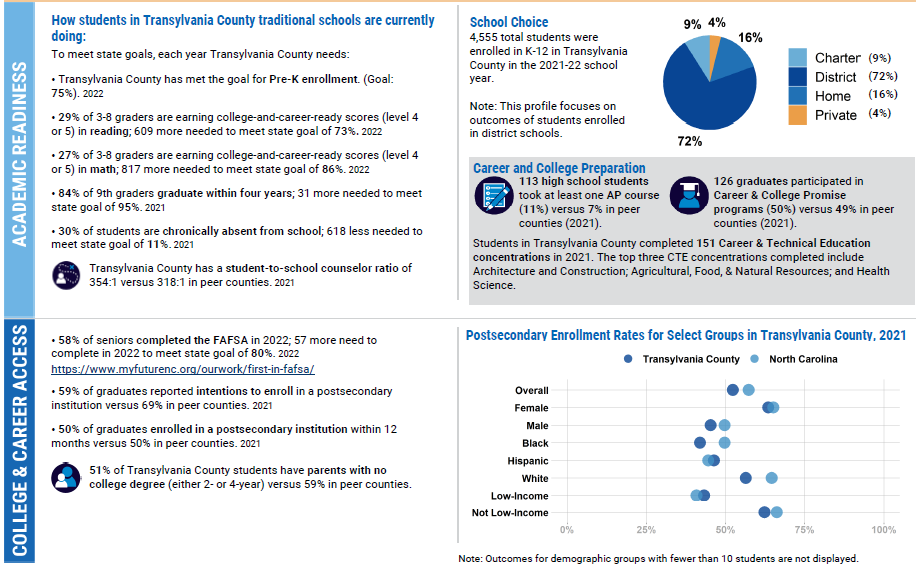 ACADEMIC READINESS
How students in Transylvania County traditional schools are currently
doing:
To meet state goals, each year Transylvania County needs:
• Transylvania County has met the goal for Pre-K enrollment. (Goal:
75%). 2022
• 29% of 3-8 graders are earning college-and-career-ready scores (level 4
or 5) in reading; 609 more needed to meet state goal of 73%. 2022
• 27% of 3-8 graders are earning college-and-career-ready scores (level 4
or 5) in math; 817 more needed to meet state goal of 86%. 2022
• 84% of 9th graders graduate within four years; 31 more needed to meet
state goal of 95%. 2021
• 30% of students are chronically absent from school; 618 less needed to
meet state goal of 11%. 2021
Transylvania County has a student-to-school counselor ratio of
354:1 versus 318:1 in peer counties. 2021
School Choice
4,555 total students were
enrolled in K-12 in Transylvania
County in the 2021-22 school
year.
Note: This profile focuses on
outcomes of students enrolled
in district schools.
9% 4%
16%
72%
Charter (9%)
District (72%)
Home (16%)
Private (4%)
Career and College Preparation
113 high school students
took at least one AP course
(11%) versus 7% in peer
counties (2021).
126 graduates participated in
Career & College Promise
programs (50%) versus 49% in peer
counties (2021).
Students in Transylvania County completed 151 Career & Technical Education
concentrations in 2021. The top three CTE concentrations completed include
Architecture and Construction; Agricultural, Food, & Natural Resources; and Health
Science.
COLLEGE & CAREER ACCESS
• 58% of seniors completed the FAFSA in 2022; 57 more need to
complete in 2022 to meet state goal of 80%. 2022
https://www.myfuturenc.org/ourwork/first-in-fafsa/
• 59% of graduates reported intentions to enroll in a postsecondary
institution versus 69% in peer counties. 2021
• 50% of graduates enrolled in a postsecondary institution within 12
months versus 50% in peer counties. 2021
51% of Transylvania County students have parents with no
college degree (either 2- or 4-year) versus 59% in peer counties.
Postsecondary Enrollment Rates for Select Groups in Transylvania County, 2021
Transylvania County North Carolina
Overall
Female
Male
Black
Hispanic
White
Low-Income
Not Low-Income
0% 25% 50% 75% 100%
Note: Outcomes for demographic groups with fewer than 10 students are not displayed.